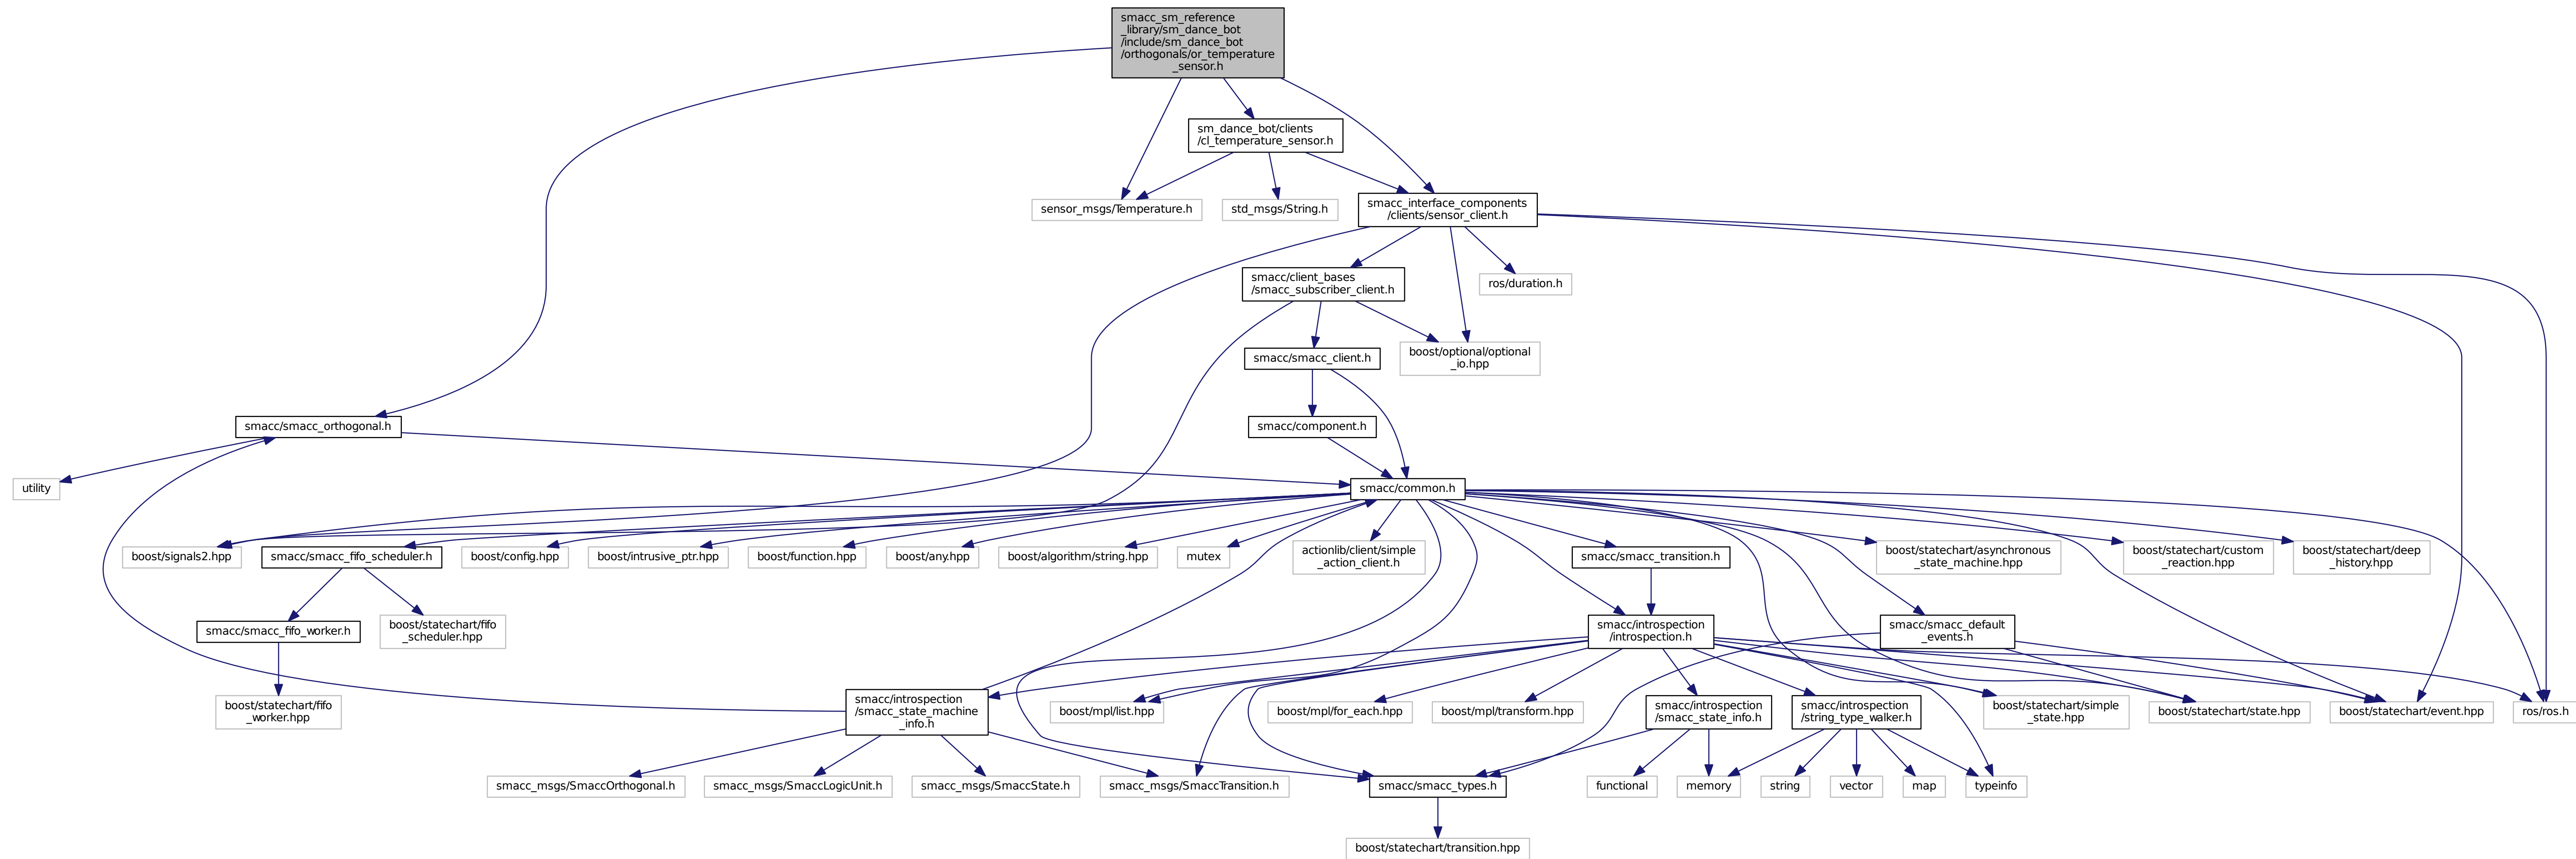 smacc_sm_reference
_library/sm_dance_bot
/include/sm_dance_bot
/orthogonals/or_temperature
_sensor.h
sm_dance_bot/clients
/cl_temperature_sensor.h
sensor_msgs/Temperature.h
std_msgs/String.h
smacc_interface_components
/clients/sensor_client.h
smacc/client_bases
/smacc_subscriber_client.h
ros/duration.h
smacc/smacc_client.h
boost/optional/optional
_io.hpp
smacc/smacc_orthogonal.h
smacc/component.h
utility
smacc/common.h
boost/signals2.hpp
smacc/smacc_fifo_scheduler.h
boost/config.hpp
boost/intrusive_ptr.hpp
boost/function.hpp
boost/any.hpp
boost/algorithm/string.hpp
mutex
actionlib/client/simple
_action_client.h
smacc/smacc_transition.h
boost/statechart/asynchronous
_state_machine.hpp
boost/statechart/custom
_reaction.hpp
boost/statechart/deep
_history.hpp
smacc/smacc_fifo_worker.h
boost/statechart/fifo
_scheduler.hpp
smacc/introspection
/introspection.h
smacc/smacc_default
_events.h
boost/statechart/fifo
_worker.hpp
smacc/introspection
/smacc_state_machine
_info.h
boost/mpl/list.hpp
boost/mpl/for_each.hpp
boost/mpl/transform.hpp
smacc/introspection
/smacc_state_info.h
smacc/introspection
/string_type_walker.h
boost/statechart/simple
_state.hpp
boost/statechart/state.hpp
boost/statechart/event.hpp
ros/ros.h
smacc_msgs/SmaccOrthogonal.h
smacc_msgs/SmaccLogicUnit.h
smacc_msgs/SmaccState.h
smacc_msgs/SmaccTransition.h
smacc/smacc_types.h
functional
memory
string
vector
map
typeinfo
boost/statechart/transition.hpp